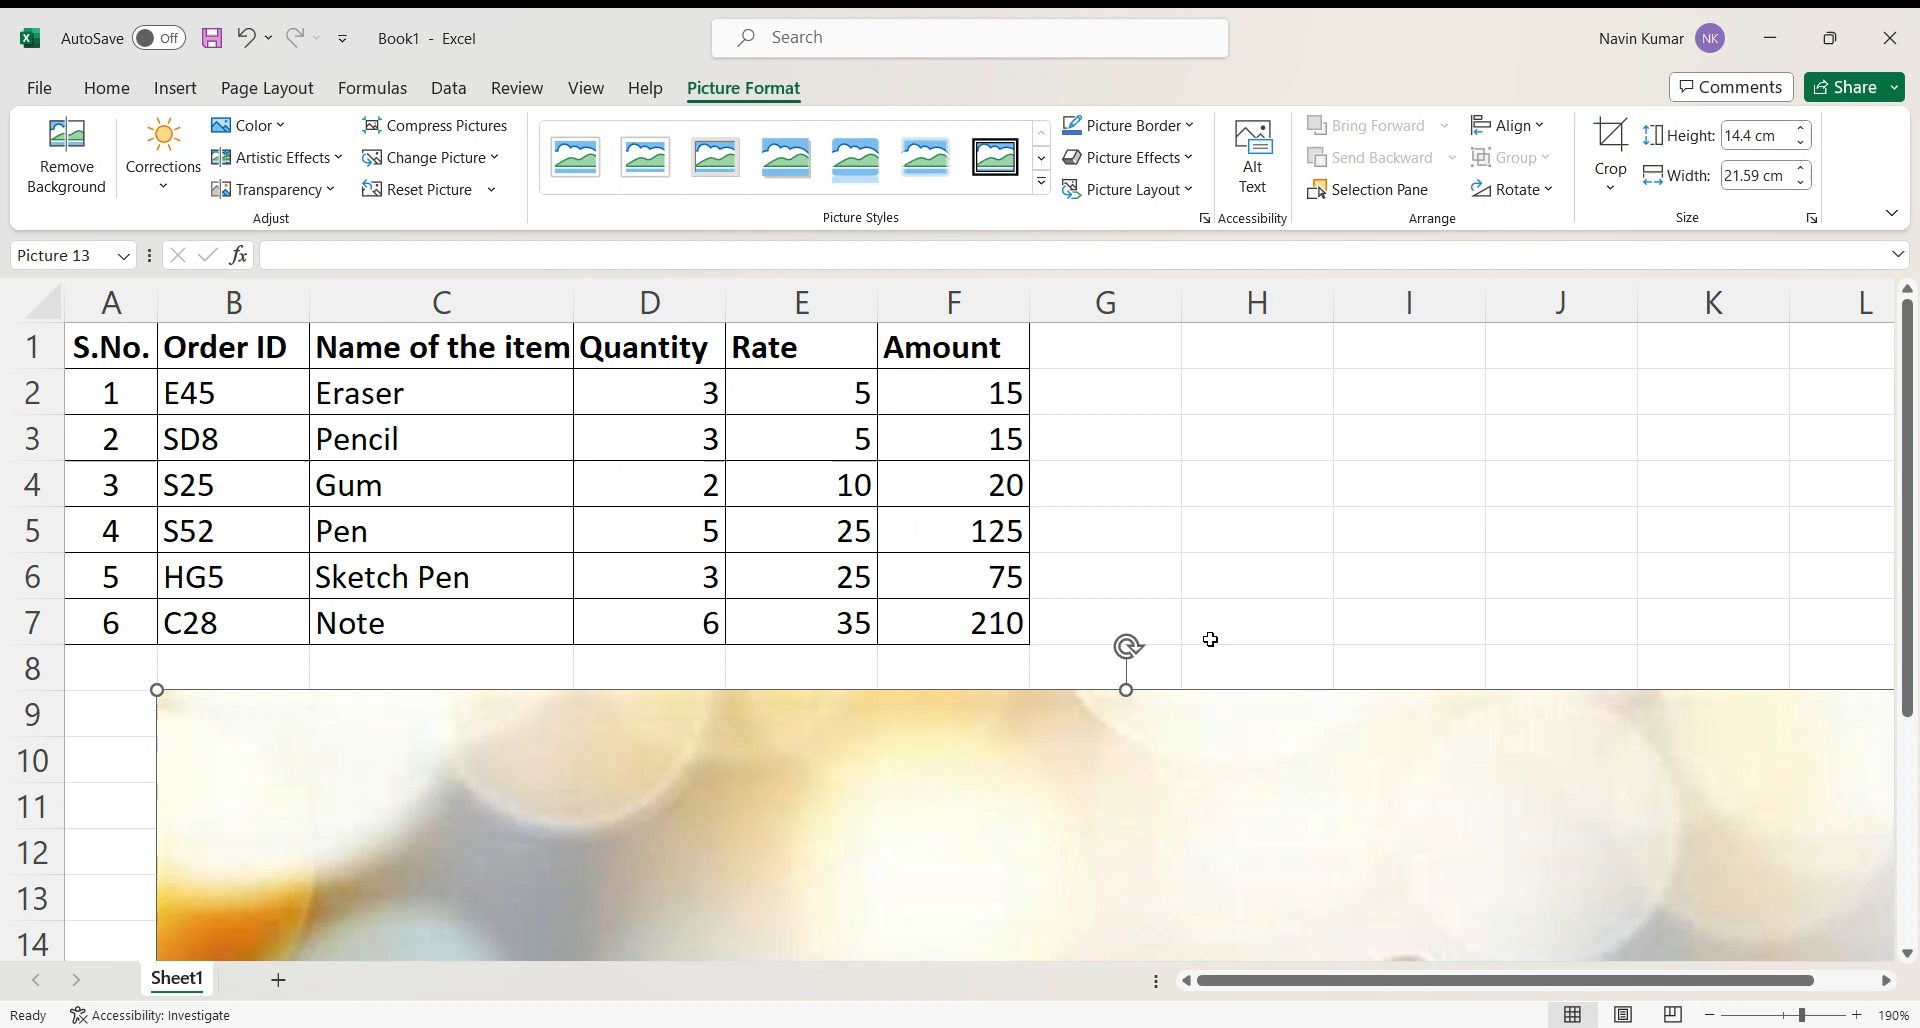 AutoSave Off Book1 - Excel Search Navin Kumar NK
File Home Insert Page Layout Formulas Data Review View Help Picture Format Comments Share
Remove Background
Corrections
Color
Artistic Effects
Transparency
Compress Pictures
Change Picture
Reset Picture
Adjust
Picture Styles
Picture Border
Picture Effects
Picture Layout
Alt Text
Accessibility
Bring Forward
Send Backward
Selection Pane
Align
Group
Rotate
Arrange
Crop
Height: 14.4 cm
Width: 21.59 cm
Size
Picture 13 fx
A B C D E F G H I J K L
1 S.No. Order ID Name of the item Quantity Rate Amount
2 1 E45 Eraser 3 5 15
3 2 SD8 Pencil 3 5 15
4 3 S25 Gum 2 10 20
5 4 S52 Pen 5 25 125
6 5 HG5 Sketch Pen 3 25 75
7 6 C28 Note 6 35 210
8
9
10
11
12
13
14
Sheet1
Ready Accessibility: Investigate 190%